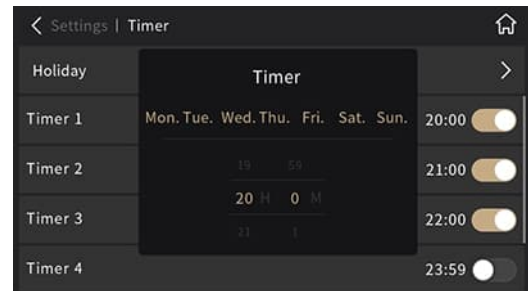 Settings | Timer
Holiday
Timer
Timer 1
Mon. Tue. Wed. Thu. Fri. Sat. Sun.
20:00
Timer 2
19 59
21:00
20 H 0 M
Timer 3
21 1
22:00
Timer 4
23:59